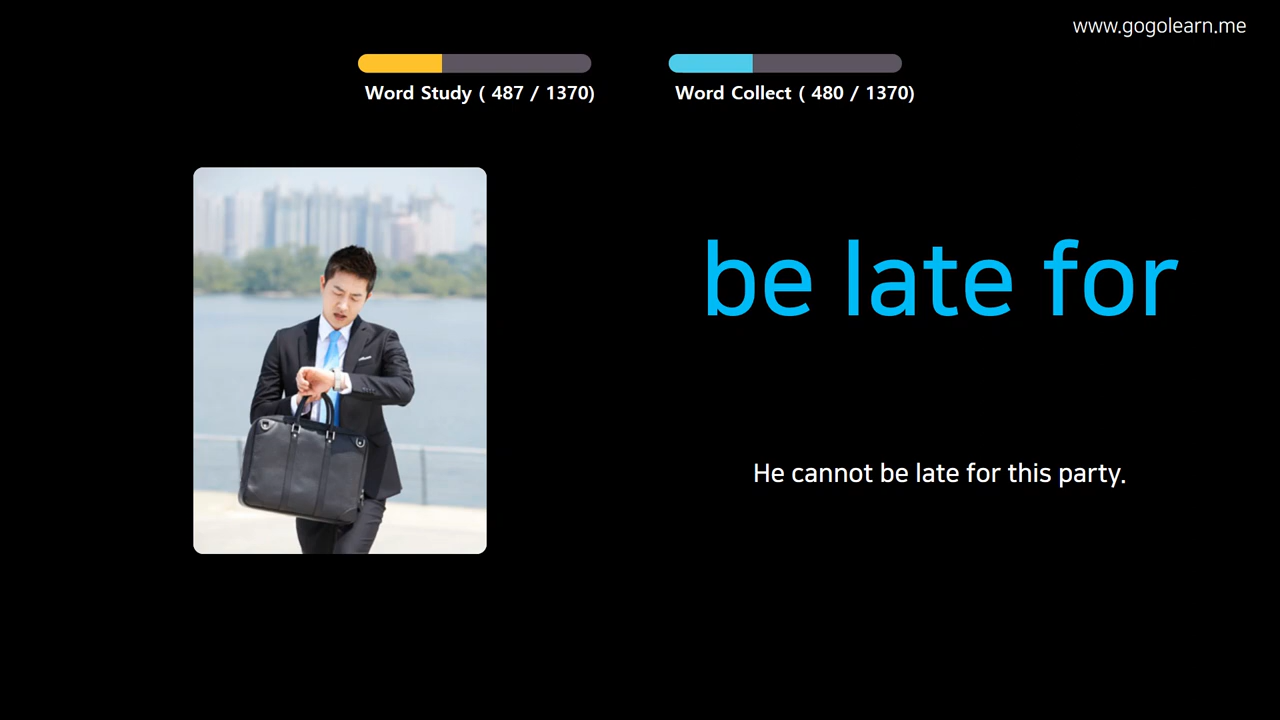 www.gogolearn.me
Word Study ( 487 / 1370)
Word Collect ( 480 / 1370)
be late for
He cannot be late for this party.